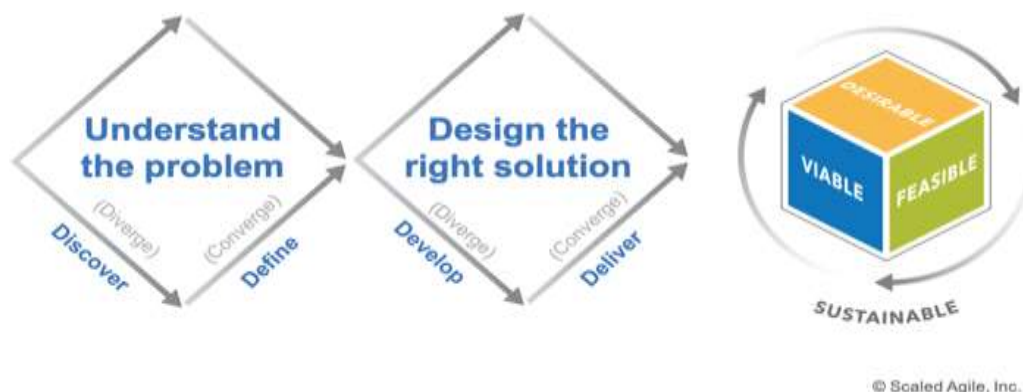 Understand
the problem
(Diverge)
Discover
(Converge)
Define
Design the
right solution
(Diverge)
Develop
(Converge)
Deliver
DESIRABLE
VIABLE
FEASIBLE
SUSTAINABLE
© Scaled Agile, Inc.